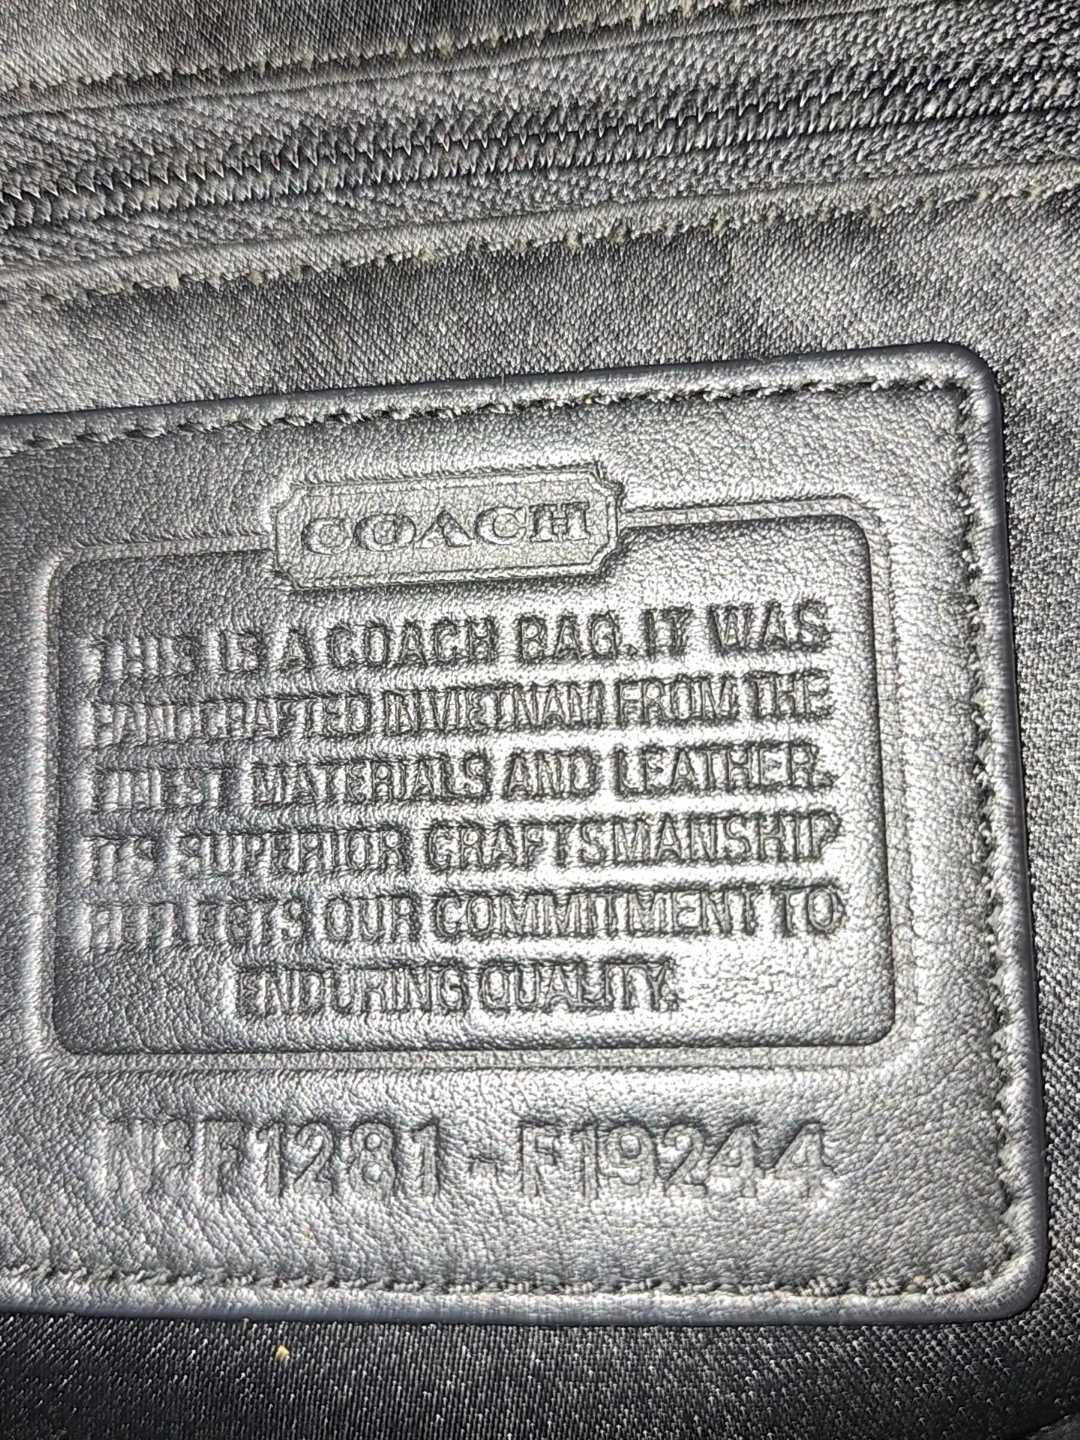 COACH
THIS IS A COACH BAG. IT WAS
HANDCRAFTED IN VIETNAM FROM THE
FINEST MATERIALS AND LEATHER.
ITS SUPERIOR CRAFTSMANSHIP
REFLECTS OUR COMMITMENT TO
ENDURING QUALITY.
Nº F1281-F19244